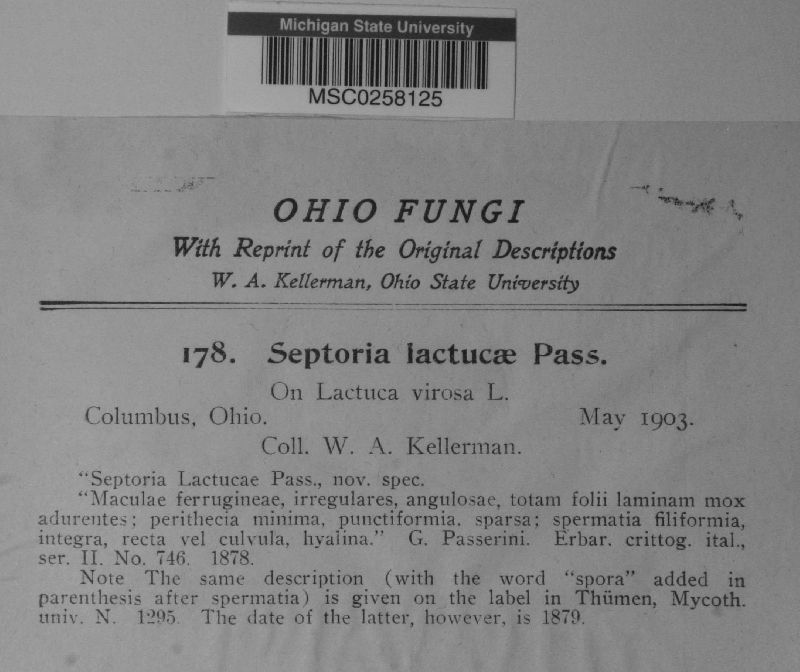 Michigan State University
MSC0258125
OHIO FUNGI
With Reprint of the Original Descriptions
W. A. Kellerman, Ohio State University
178. Septoria lactucæ Pass.
On Lactuca virosa L.
Columbus, Ohio. May 1903.
Coll. W. A. Kellerman.
“Septoria Lactucae Pass., nov. spec.
“Maculae ferrugineae, irregulares, angulosae, totam folii laminam mox
adurentes; perithecia minima, punctiformia, sparsa; spermatia filiformia,
integra, recta vel culvula, hyalina.” G. Passerini. Erbar. crittog. ital.,
ser. II. No. 746. 1878.
Note The same description (with the word “spora” added in
parenthesis after spermatia) is given on the label in Thümen, Mycoth.
univ. N. 1295. The date of the latter, however, is 1879.